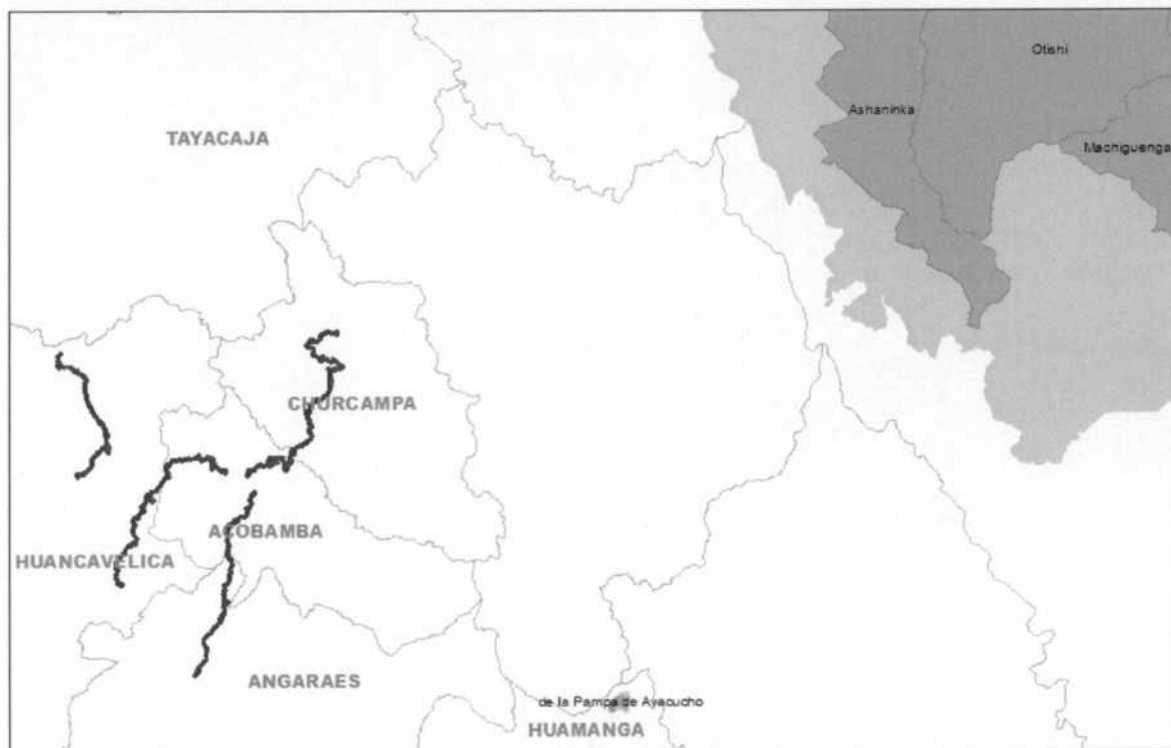 Otishi
Ashaninka
TAYACAJA
Machiguenga
CHURCAMPA
ACOBAMBA
HUANCAVELICA
ANGARAES
de la Pampa de Ayacucho
HUAMANGA